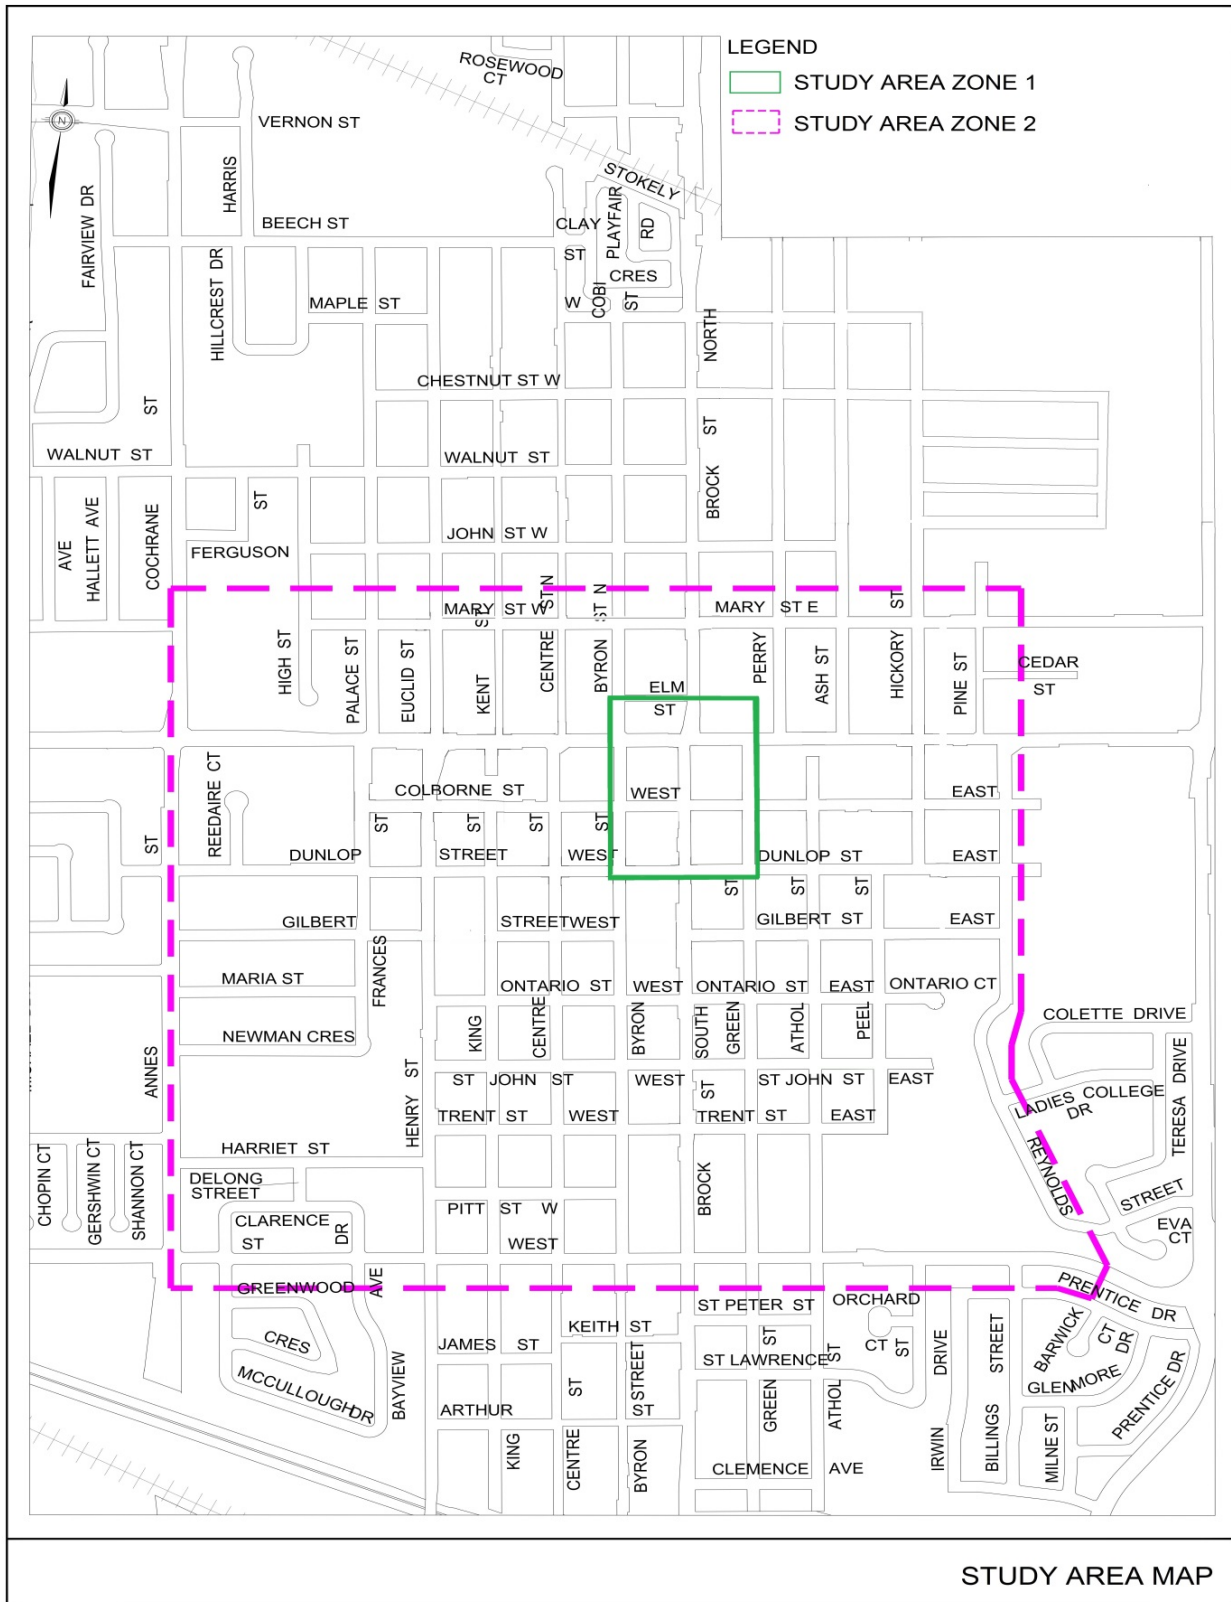 LEGEND
STUDY AREA ZONE 1
STUDY AREA ZONE 2
ROSEWOOD
CT
VERNON ST
HARRIS
FAIRVIEW DR
STOKELY
BEECH ST
CLAY
ST
W
PLAYFAIR
RD
CRES
COBI
ST
HILLCREST DR
MAPLE ST
NORTH
CHESTNUT ST W
ST
ST
WALNUT ST
WALNUT ST
BROCK
ST
AVE
HALLETT AVE
COCHRANE
JOHN ST W
FERGUSON
MARY ST W
ST
ST N
ST N
MARY ST E
ST
HIGH ST
PALACE ST
EUCLID ST
KENT
CENTRE
BYRON
ELM
ST
PERRY
ASH ST
HICKORY
PINE ST
CEDAR
ST
REEDAIRE CT
COLBORNE ST
WEST
EAST
ST
ST
ST
ST
ST
DUNLOP
STREET
WEST
DUNLOP ST
EAST
ST
ST
ST
GILBERT
STREET WEST
GILBERT ST
EAST
FRANCES
MARIA ST
ONTARIO ST
WEST
ONTARIO ST
EAST
ONTARIO CT
NEWMAN CRES
KING
CENTRE
BYRON
SOUTH
GREEN
ATHOL
PEEL
COLETTE DRIVE
ANNES
HENRY ST
ST JOHN ST
WEST
ST
ST JOHN ST
EAST
TRENT ST
WEST
TRENT ST
EAST
LADIES COLLEGE
DR
TERESA DRIVE
HARRIET ST
REYNOLDS
CHOPIN CT
GERSHWIN CT
SHANNON CT
DELONG
STREET
BROCK
STREET
PITT ST W
CLARENCE
ST
DR
WEST
EVA
CT
GREENWOOD
AVE
PRENTICE DR
ST PETER ST
ORCHARD
CT
ST
KEITH ST
CRES
JAMES ST
ST
ST LAWRENCE
ST
DRIVE
STREET
BARWICK
CT
DR
GLENMORE
PRENTICE DR
MCCULLOUGH DR
BAYVIEW
ARTHUR
ST
STREET
ST
GREEN
ATHOL
KING
CENTRE
BYRON
CLEMENCE AVE
IRWIN
BILLINGS
MILNE ST
STUDY AREA MAP